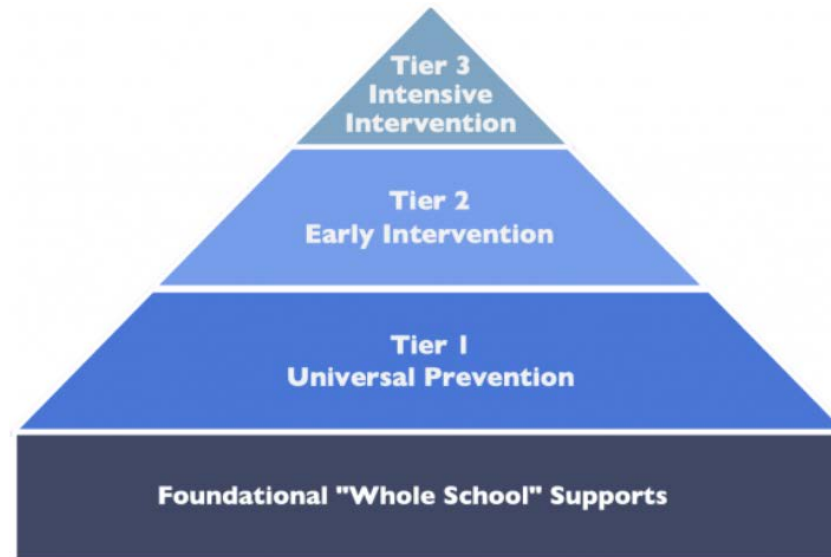 Tier 3
Intensive
Intervention
Tier 2
Early Intervention
Tier 1
Universal Prevention
Foundational "Whole School" Supports